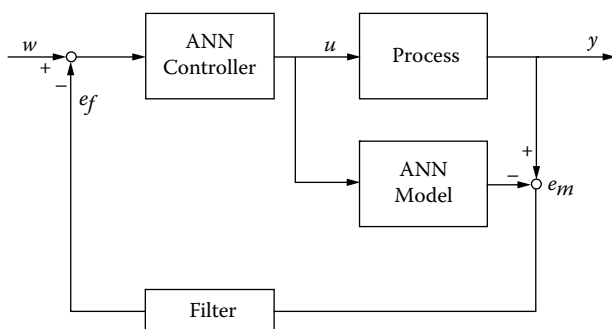 w
+
−
e_f
ANN
Controller
u
Process
y
ANN
Model
+
−
e_m
Filter